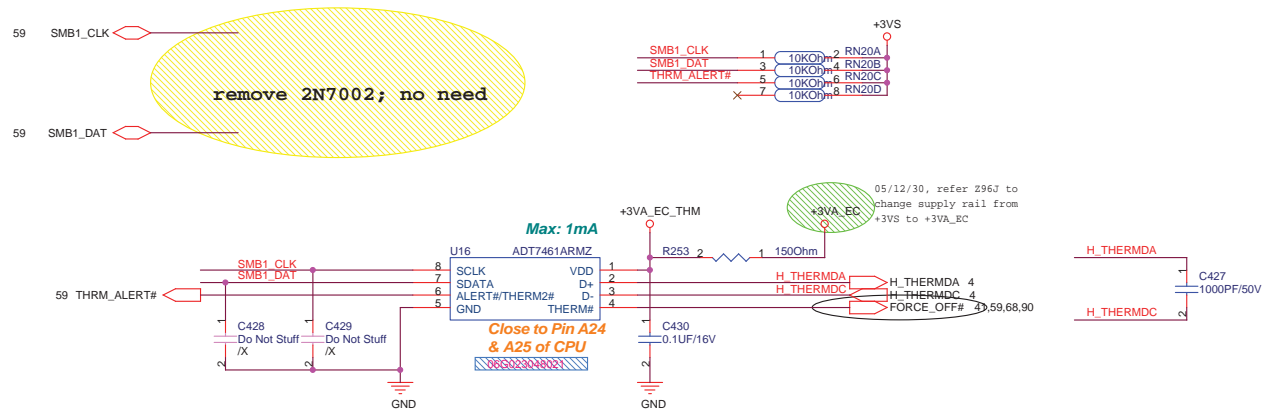 59 SMB1_CLK
remove 2N7002; no need
59 SMB1_DAT
+3VS
SMB1_CLK 1 10KOhm 2 RN20A
SMB1_DAT 3 10KOhm 4 RN20B
THRM_ALERT# 5 10KOhm 6 RN20C
7 10KOhm 8 RN20D
05/12/30, refer Z96J to
change supply rail from
+3VS to +3VA_EC
+3VA_EC_THM
+3VA_EC
Max: 1mA
R253 2 1 150Ohm
U16 ADT7461ARMZ
SMB1_CLK 8 SCLK VDD 1
SMB1_DAT 7 SDATA D+ 2 H_THERMDA H_THERMDA 4
59 THRM_ALERT# 6 ALERT#/THERM2# D- 3 H_THERMDC H_THERMDC 4
5 GND THERM# 4 FORCE_OFF# 41,59,68,90
Close to Pin A24
& A25 of CPU
06G023048021
1 C428 Do Not Stuff /X 2
1 C429 Do Not Stuff /X 2
1 C430 0.1UF/16V 2
GND
GND
H_THERMDA
1 C427
1000PF/50V
2
H_THERMDC